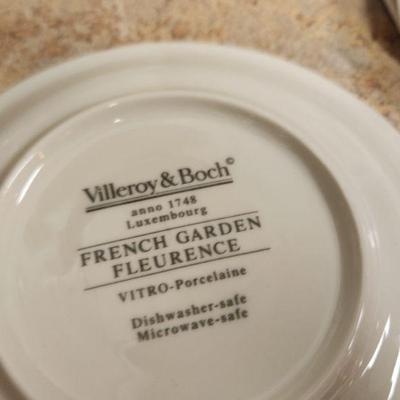 Villeroy & Boch©
anno 1748
Luxembourg
FRENCH GARDEN
FLEURENCE
VITRO-Porcelaine
Dishwasher-safe
Microwave-safe